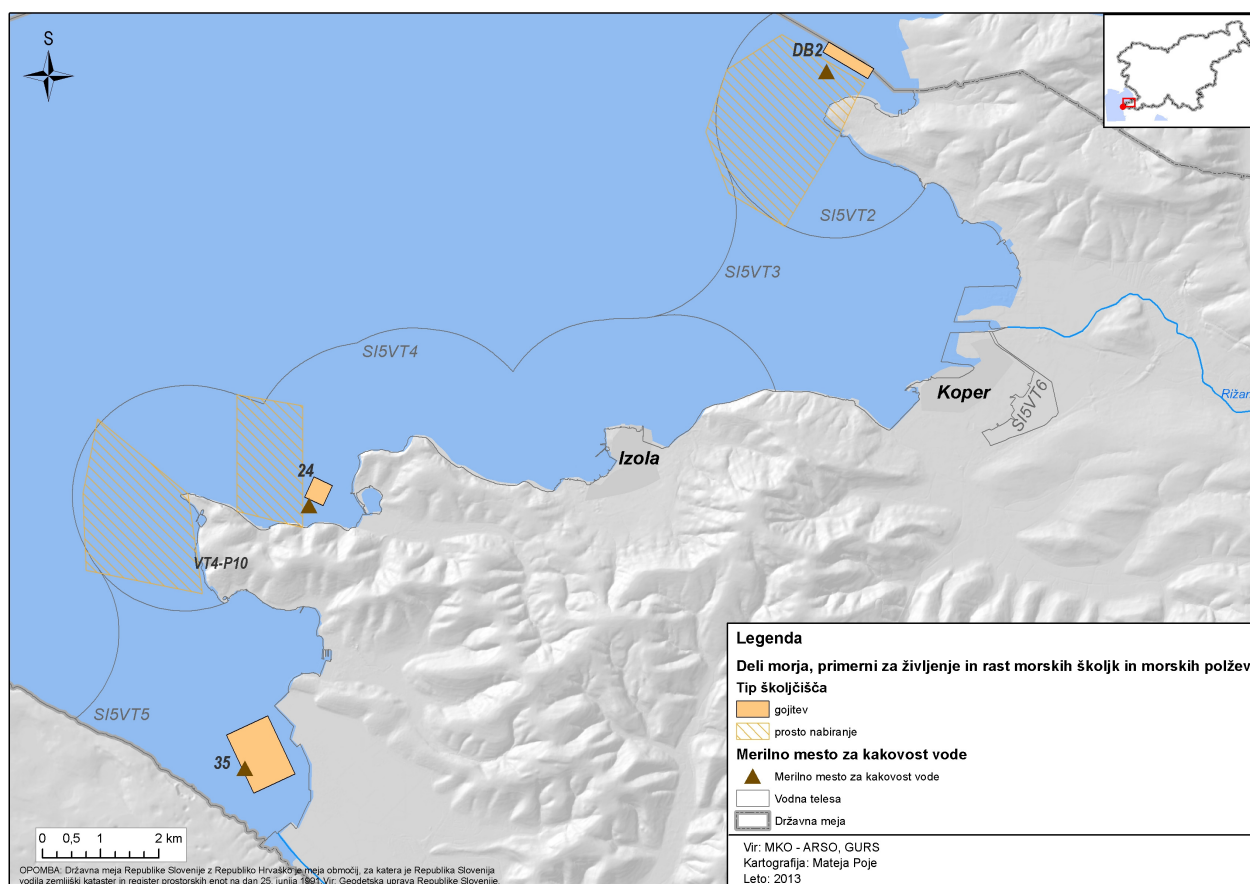 S
DB2
SI5VT2
SI5VT3
SI5VT4
Koper
SI5VT6
Rižan
Izola
24
VT4-P10
SI5VT5
35
Legenda
Deli morja, primerni za življenje in rast morskih školjk in morskih polžev
Tip školjčišča
gojitev
prosto nabiranje
Merilno mesto za kakovost vode
Merilno mesto za kakovost vode
Vodna telesa
Državna meja
Vir: MKO - ARSO, GURS
Kartografija: Mateja Poje
Leto: 2013
0 0,5 1 2 km
OPOMBA: Državna meja Republike Slovenije z Republiko Hrvaško je meja območij, za katera je Republika Slovenija
vodila zemljiški kataster in register prostorskih enot na dan 25. junija 1991. Vir: Geodetska uprava Republike Slovenije.